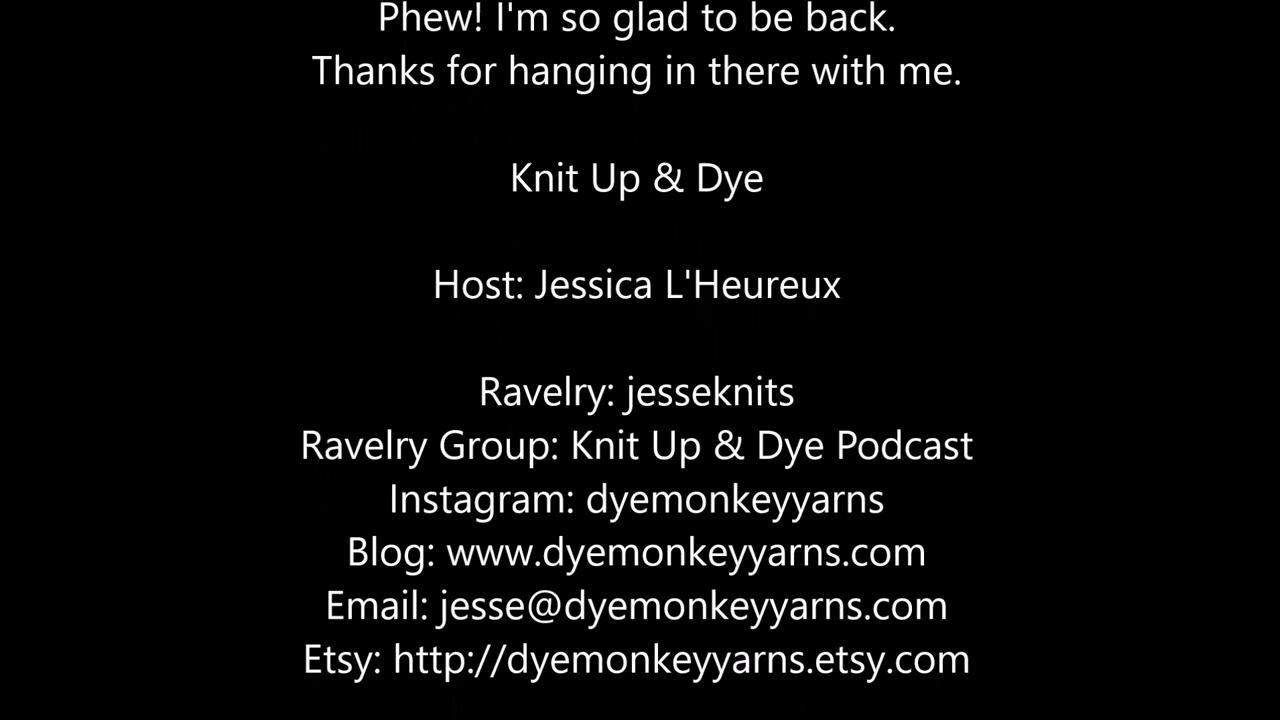 Phew! I'm so glad to be back.
Thanks for hanging in there with me.
Knit Up & Dye
Host: Jessica L'Heureux
Ravelry: jesseknits
Ravelry Group: Knit Up & Dye Podcast
Instagram: dyemonkeyyarns
Blog: www.dyemonkeyyarns.com
Email: jesse@dyemonkeyyarns.com
Etsy: http://dyemonkeyyarns.etsy.com